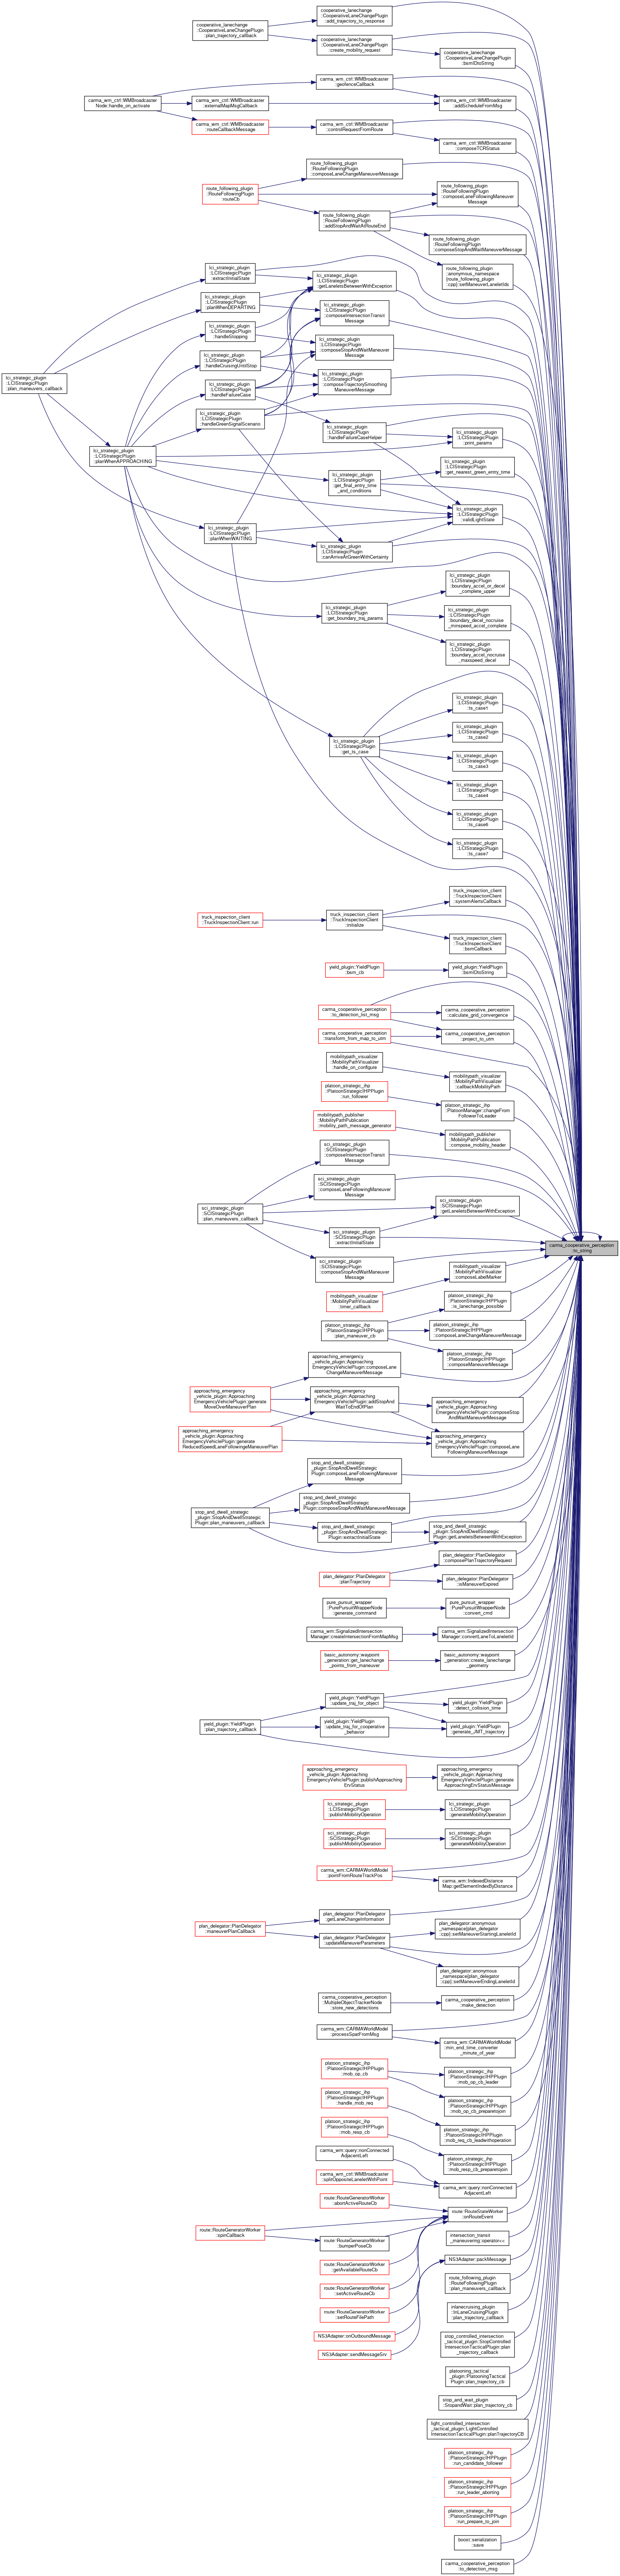 cooperative_lanechange
::CooperativeLaneChangePlugin
::add_trajectory_to_response
cooperative_lanechange
::CooperativeLaneChangePlugin
::plan_trajectory_callback
cooperative_lanechange
::CooperativeLaneChangePlugin
::create_mobility_request
cooperative_lanechange
::CooperativeLaneChangePlugin
::bsmIDtoString
carma_wm_ctrl::WMBroadcaster
::geofenceCallback
carma_wm_ctrl::WMBroadcaster
Node::handle_on_activate
carma_wm_ctrl::WMBroadcaster
::externalMapMsgCallback
carma_wm_ctrl::WMBroadcaster
::addScheduleFromMsg
carma_wm_ctrl::WMBroadcaster
::routeCallbackMessage
carma_wm_ctrl::WMBroadcaster
::controlRequestFromRoute
carma_wm_ctrl::WMBroadcaster
::composeTCRStatus
route_following_plugin
::RouteFollowingPlugin
::composeLaneChangeManeuverMessage
route_following_plugin
::RouteFollowingPlugin
::routeCb
route_following_plugin
::RouteFollowingPlugin
::composeLaneFollowingManeuver
Message
route_following_plugin
::RouteFollowingPlugin
::addStopAndWaitAtRouteEnd
route_following_plugin
::RouteFollowingPlugin
::composeStopAndWaitManeuverMessage
route_following_plugin
::anonymous_namespace
{route_following_plugin
.cpp}::setManeuverLaneletIds
lci_strategic_plugin
::LCIStrategicPlugin
::extractInitialState
lci_strategic_plugin
::LCIStrategicPlugin
::getLaneletsBetweenWithException
lci_strategic_plugin
::LCIStrategicPlugin
::planWhenDEPARTING
lci_strategic_plugin
::LCIStrategicPlugin
::composeIntersectionTransit
Message
lci_strategic_plugin
::LCIStrategicPlugin
::handleStopping
lci_strategic_plugin
::LCIStrategicPlugin
::composeStopAndWaitManeuver
Message
lci_strategic_plugin
::LCIStrategicPlugin
::handleCruisingUntilStop
lci_strategic_plugin
::LCIStrategicPlugin
::plan_maneuvers_callback
lci_strategic_plugin
::LCIStrategicPlugin
::composeTrajectorySmoothing
ManeuverMessage
lci_strategic_plugin
::LCIStrategicPlugin
::handleFailureCase
lci_strategic_plugin
::LCIStrategicPlugin
::handleGreenSignalScenario
lci_strategic_plugin
::LCIStrategicPlugin
::handleFailureCaseHelper
lci_strategic_plugin
::LCIStrategicPlugin
::print_params
lci_strategic_plugin
::LCIStrategicPlugin
::planWhenAPPROACHING
lci_strategic_plugin
::LCIStrategicPlugin
::get_nearest_green_entry_time
lci_strategic_plugin
::LCIStrategicPlugin
::get_final_entry_time
_and_conditions
lci_strategic_plugin
::LCIStrategicPlugin
::validLightState
lci_strategic_plugin
::LCIStrategicPlugin
::planWhenWAITING
lci_strategic_plugin
::LCIStrategicPlugin
::canArriveAtGreenWithCertainty
lci_strategic_plugin
::LCIStrategicPlugin
::boundary_accel_or_decel
_complete_upper
lci_strategic_plugin
::LCIStrategicPlugin
::get_boundary_traj_params
lci_strategic_plugin
::LCIStrategicPlugin
::boundary_decel_nocruise
_minspeed_accel_complete
lci_strategic_plugin
::LCIStrategicPlugin
::boundary_accel_nocruise
_maxspeed_decel
lci_strategic_plugin
::LCIStrategicPlugin
::ts_case1
lci_strategic_plugin
::LCIStrategicPlugin
::ts_case2
lci_strategic_plugin
::LCIStrategicPlugin
::get_ts_case
lci_strategic_plugin
::LCIStrategicPlugin
::ts_case3
lci_strategic_plugin
::LCIStrategicPlugin
::ts_case4
lci_strategic_plugin
::LCIStrategicPlugin
::ts_case6
lci_strategic_plugin
::LCIStrategicPlugin
::ts_case7
truck_inspection_client
::TruckInspectionClient
::systemAlertsCallback
truck_inspection_client
::TruckInspectionClient::run
truck_inspection_client
::TruckInspectionClient
::initialize
truck_inspection_client
::TruckInspectionClient
::bsmCallback
yield_plugin::YieldPlugin
::bsm_cb
yield_plugin::YieldPlugin
::bsmIDtoString
carma_cooperative_perception
::to_detection_list_msg
carma_cooperative_perception
::calculate_grid_convergence
carma_cooperative_perception
::transform_from_map_to_utm
carma_cooperative_perception
::project_to_utm
mobilitypath_visualizer
::MobilityPathVisualizer
::handle_on_configure
mobilitypath_visualizer
::MobilityPathVisualizer
::callbackMobilityPath
platoon_strategic_ihp
::PlatoonStrategicIHPPlugin
::run_follower
platoon_strategic_ihp
::PlatoonManager::changeFrom
FollowerToLeader
mobilitypath_publisher
::MobilityPathPublication
::mobility_path_message_generator
mobilitypath_publisher
::MobilityPathPublication
::compose_mobility_header
sci_strategic_plugin
::SCIStrategicPlugin
::composeIntersectionTransit
Message
sci_strategic_plugin
::SCIStrategicPlugin
::composeLaneFollowingManeuver
Message
sci_strategic_plugin
::SCIStrategicPlugin
::plan_maneuvers_callback
sci_strategic_plugin
::SCIStrategicPlugin
::getLaneletsBetweenWithException
sci_strategic_plugin
::SCIStrategicPlugin
::extractInitialState
carma_cooperative_perception
::to_string
sci_strategic_plugin
::SCIStrategicPlugin
::composeStopAndWaitManeuver
Message
mobilitypath_visualizer
::MobilityPathVisualizer
::composeLabelMarker
mobilitypath_visualizer
::MobilityPathVisualizer
::timer_callback
platoon_strategic_ihp
::PlatoonStrategicIHPPlugin
::is_lanechange_possible
platoon_strategic_ihp
::PlatoonStrategicIHPPlugin
::plan_maneuver_cb
platoon_strategic_ihp
::PlatoonStrategicIHPPlugin
::composeLaneChangeManeuverMessage
platoon_strategic_ihp
::PlatoonStrategicIHPPlugin
::composeManeuverMessage
approaching_emergency
_vehicle_plugin::Approaching
EmergencyVehiclePlugin::composeLane
ChangeManeuverMessage
approaching_emergency
_vehicle_plugin::Approaching
EmergencyVehiclePlugin::generate
MoveOverManeuverPlan
approaching_emergency
_vehicle_plugin::Approaching
EmergencyVehiclePlugin::addStopAnd
WaitToEndOfPlan
approaching_emergency
_vehicle_plugin::Approaching
EmergencyVehiclePlugin::composeStop
AndWaitManeuverMessage
approaching_emergency
_vehicle_plugin::Approaching
EmergencyVehiclePlugin::generate
ReducedSpeedLaneFollowingeManeuverPlan
approaching_emergency
_vehicle_plugin::Approaching
EmergencyVehiclePlugin::composeLane
FollowingManeuverMessage
stop_and_dwell_strategic
_plugin::StopAndDwellStrategic
Plugin::composeLaneFollowingManeuver
Message
stop_and_dwell_strategic
_plugin::StopAndDwellStrategic
Plugin::composeStopAndWaitManeuverMessage
stop_and_dwell_strategic
_plugin::StopAndDwellStrategic
Plugin::plan_maneuvers_callback
stop_and_dwell_strategic
_plugin::StopAndDwellStrategic
Plugin::extractInitialState
stop_and_dwell_strategic
_plugin::StopAndDwellStrategic
Plugin::getLaneletsBetweenWithException
plan_delegator::PlanDelegator
::composePlanTrajectoryRequest
plan_delegator::PlanDelegator
::planTrajectory
plan_delegator::PlanDelegator
::isManeuverExpired
pure_pursuit_wrapper
::PurePursuitWrapperNode
::generate_command
pure_pursuit_wrapper
::PurePursuitWrapperNode
::convert_cmd
carma_wm::SignalizedIntersection
Manager::createIntersectionFromMapMsg
carma_wm::SignalizedIntersection
Manager::convertLaneToLaneletId
basic_autonomy::waypoint
_generation::get_lanechange
_points_from_maneuver
basic_autonomy::waypoint
_generation::create_lanechange
_geometry
yield_plugin::YieldPlugin
::update_traj_for_object
yield_plugin::YieldPlugin
::detect_collision_time
yield_plugin::YieldPlugin
::plan_trajectory_callback
yield_plugin::YieldPlugin
::update_traj_for_cooperative
_behavior
yield_plugin::YieldPlugin
::generate_JMT_trajectory
approaching_emergency
_vehicle_plugin::Approaching
EmergencyVehiclePlugin::publishApproaching
ErvStatus
approaching_emergency
_vehicle_plugin::Approaching
EmergencyVehiclePlugin::generate
ApproachingErvStatusMessage
lci_strategic_plugin
::LCIStrategicPlugin
::publishMobilityOperation
lci_strategic_plugin
::LCIStrategicPlugin
::generateMobilityOperation
sci_strategic_plugin
::SCIStrategicPlugin
::publishMobilityOperation
sci_strategic_plugin
::SCIStrategicPlugin
::generateMobilityOperation
carma_wm::CARMAWorldModel
::pointFromRouteTrackPos
carma_wm::IndexedDistance
Map::getElementIndexByDistance
plan_delegator::PlanDelegator
::getLaneChangeInformation
plan_delegator::PlanDelegator
::maneuverPlanCallback
plan_delegator::anonymous
_namespace{plan_delegator
.cpp}::setManeuverStartingLaneletId
plan_delegator::PlanDelegator
::updateManeuverParameters
plan_delegator::anonymous
_namespace{plan_delegator
.cpp}::setManeuverEndingLaneletId
carma_cooperative_perception
::MultipleObjectTrackerNode
::store_new_detections
carma_cooperative_perception
::make_detection
carma_wm::CARMAWorldModel
::processSpatFromMsg
carma_wm::CARMAWorldModel
::min_end_time_converter
_minute_of_year
platoon_strategic_ihp
::PlatoonStrategicIHPPlugin
::mob_op_cb
platoon_strategic_ihp
::PlatoonStrategicIHPPlugin
::mob_op_cb_leader
platoon_strategic_ihp
::PlatoonStrategicIHPPlugin
::handle_mob_req
platoon_strategic_ihp
::PlatoonStrategicIHPPlugin
::mob_op_cb_preparetojoin
platoon_strategic_ihp
::PlatoonStrategicIHPPlugin
::mob_resp_cb
platoon_strategic_ihp
::PlatoonStrategicIHPPlugin
::mob_req_cb_leadwithoperation
platoon_strategic_ihp
::PlatoonStrategicIHPPlugin
::mob_resp_cb_preparetojoin
carma_wm::query::nonConnected
AdjacentLeft
carma_wm_ctrl::WMBroadcaster
::splitOppositeLaneletWithPoint
carma_wm::query::nonConnected
AdjacentLeft
route::RouteGeneratorWorker
::abortActiveRouteCb
route::RouteStateWorker
::onRouteEvent
route::RouteGeneratorWorker
::spinCallback
route::RouteGeneratorWorker
::bumperPoseCb
intersection_transit
_maneuvering::operator<<
route::RouteGeneratorWorker
::getAvailableRouteCb
NS3Adapter::packMessage
route::RouteGeneratorWorker
::setActiveRouteCb
route_following_plugin
::RouteFollowingPlugin
::plan_maneuvers_callback
route::RouteGeneratorWorker
::setRouteFilePath
inlanecruising_plugin
::InLaneCruisingPlugin
::plan_trajectory_callback
NS3Adapter::onOutboundMessage
stop_controlled_intersection
_tactical_plugin::StopControlled
IntersectionTacticalPlugin::plan
_trajectory_callback
NS3Adapter::sendMessageSrv
platooning_tactical
_plugin::PlatooningTactical
Plugin::plan_trajectory_cb
stop_and_wait_plugin
::StopandWait::plan_trajectory_cb
light_controlled_intersection
_tactical_plugin::LightControlled
IntersectionTacticalPlugin::planTrajectoryCB
platoon_strategic_ihp
::PlatoonStrategicIHPPlugin
::run_candidate_follower
platoon_strategic_ihp
::PlatoonStrategicIHPPlugin
::run_leader_aborting
platoon_strategic_ihp
::PlatoonStrategicIHPPlugin
::run_prepare_to_join
boost::serialization
::save
carma_cooperative_perception
::to_detection_msg